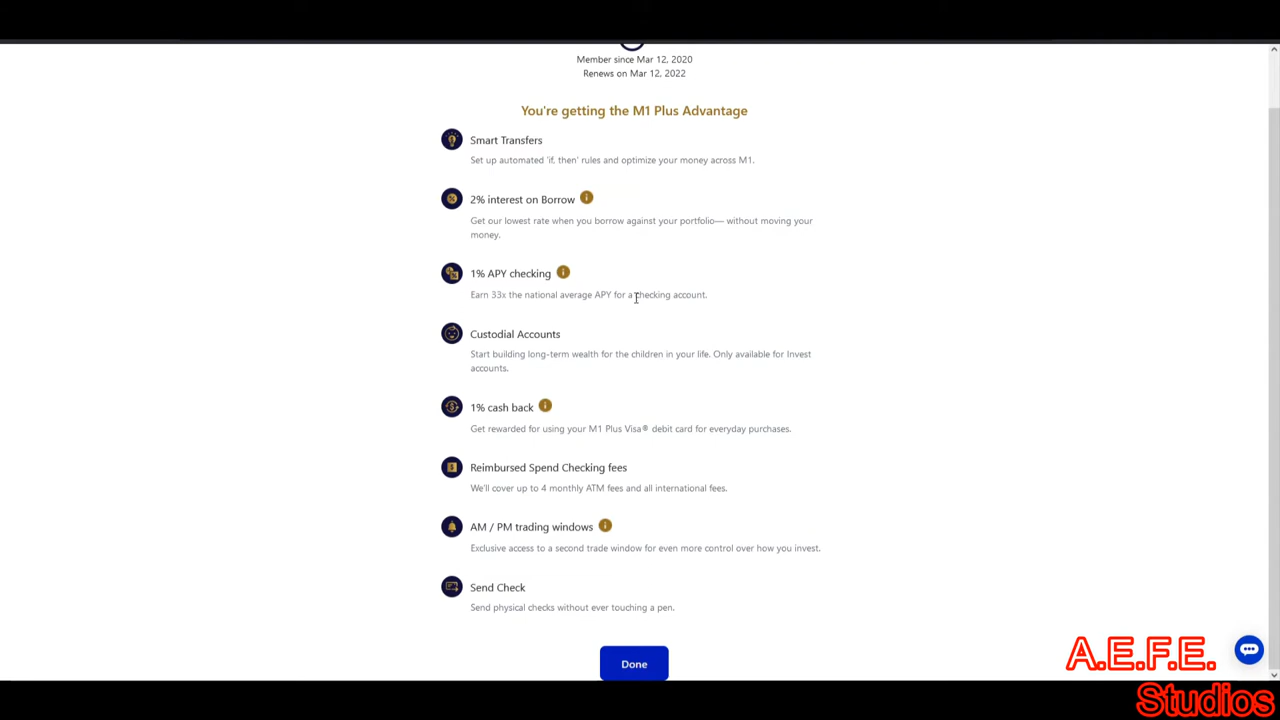 Member since Mar 12, 2020
Renews on Mar 12, 2022
You're getting the M1 Plus Advantage
Smart Transfers
Set up automated 'if, then' rules and optimize your money across M1.
2% interest on Borrow
Get our lowest rate when you borrow against your portfolio— without moving your
money.
1% APY checking
Earn 33x the national average APY for a checking account.
Custodial Accounts
Start building long-term wealth for the children in your life. Only available for Invest
accounts.
1% cash back
Get rewarded for using your M1 Plus Visa® debit card for everyday purchases.
Reimbursed Spend Checking fees
We'll cover up to 4 monthly ATM fees and all international fees.
AM / PM trading windows
Exclusive access to a second trade window for even more control over how you invest.
Send Check
Send physical checks without ever touching a pen.
Done
A.E.F.E.
Studios